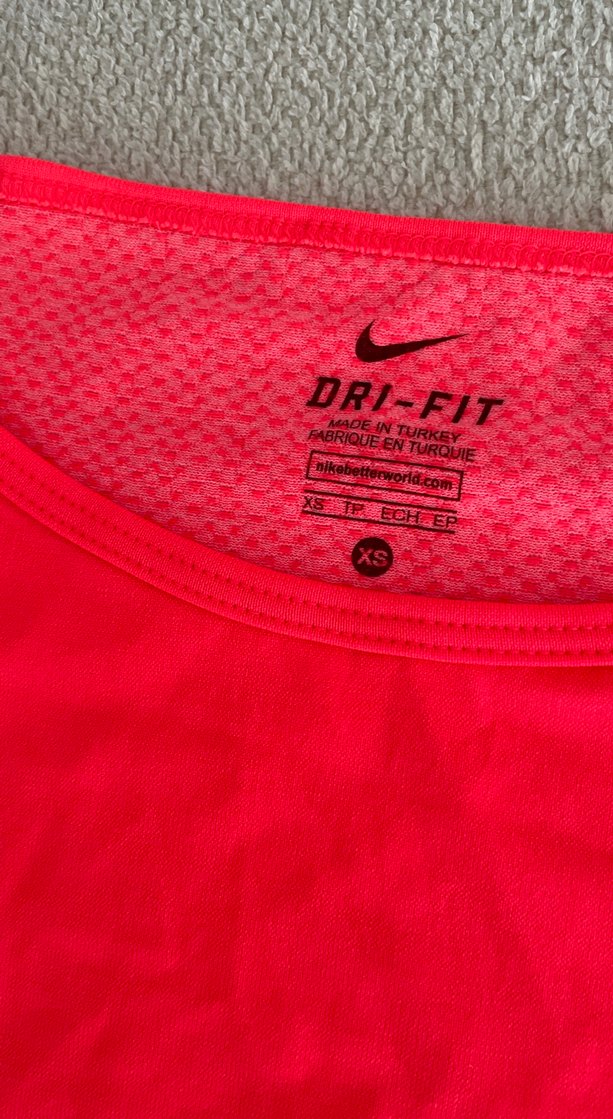 DRI-FIT
MADE IN TURKEY
FABRIQUE EN TURQUIE
nikebetterworld.com
XS TP ECH EP
XS